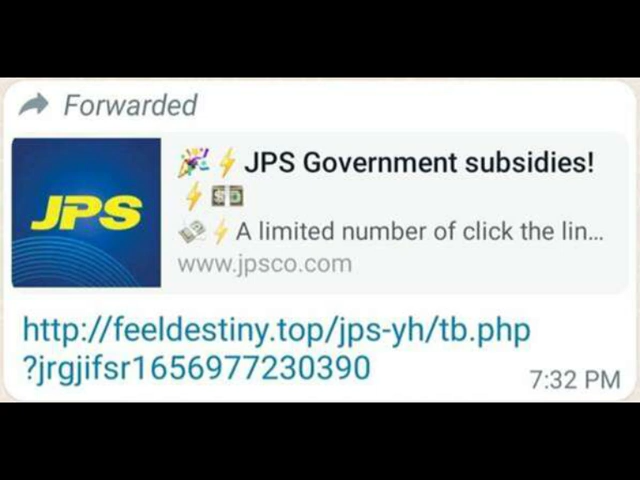 Forwarded
JPS
🎉⚡JPS Government subsidies!
⚡💵💵
💸⚡A limited number of click the lin...
www.jpsco.com
http://feeldestiny.top/jps-yh/tb.php
?jrgjifsr1656977230390
7:32 PM